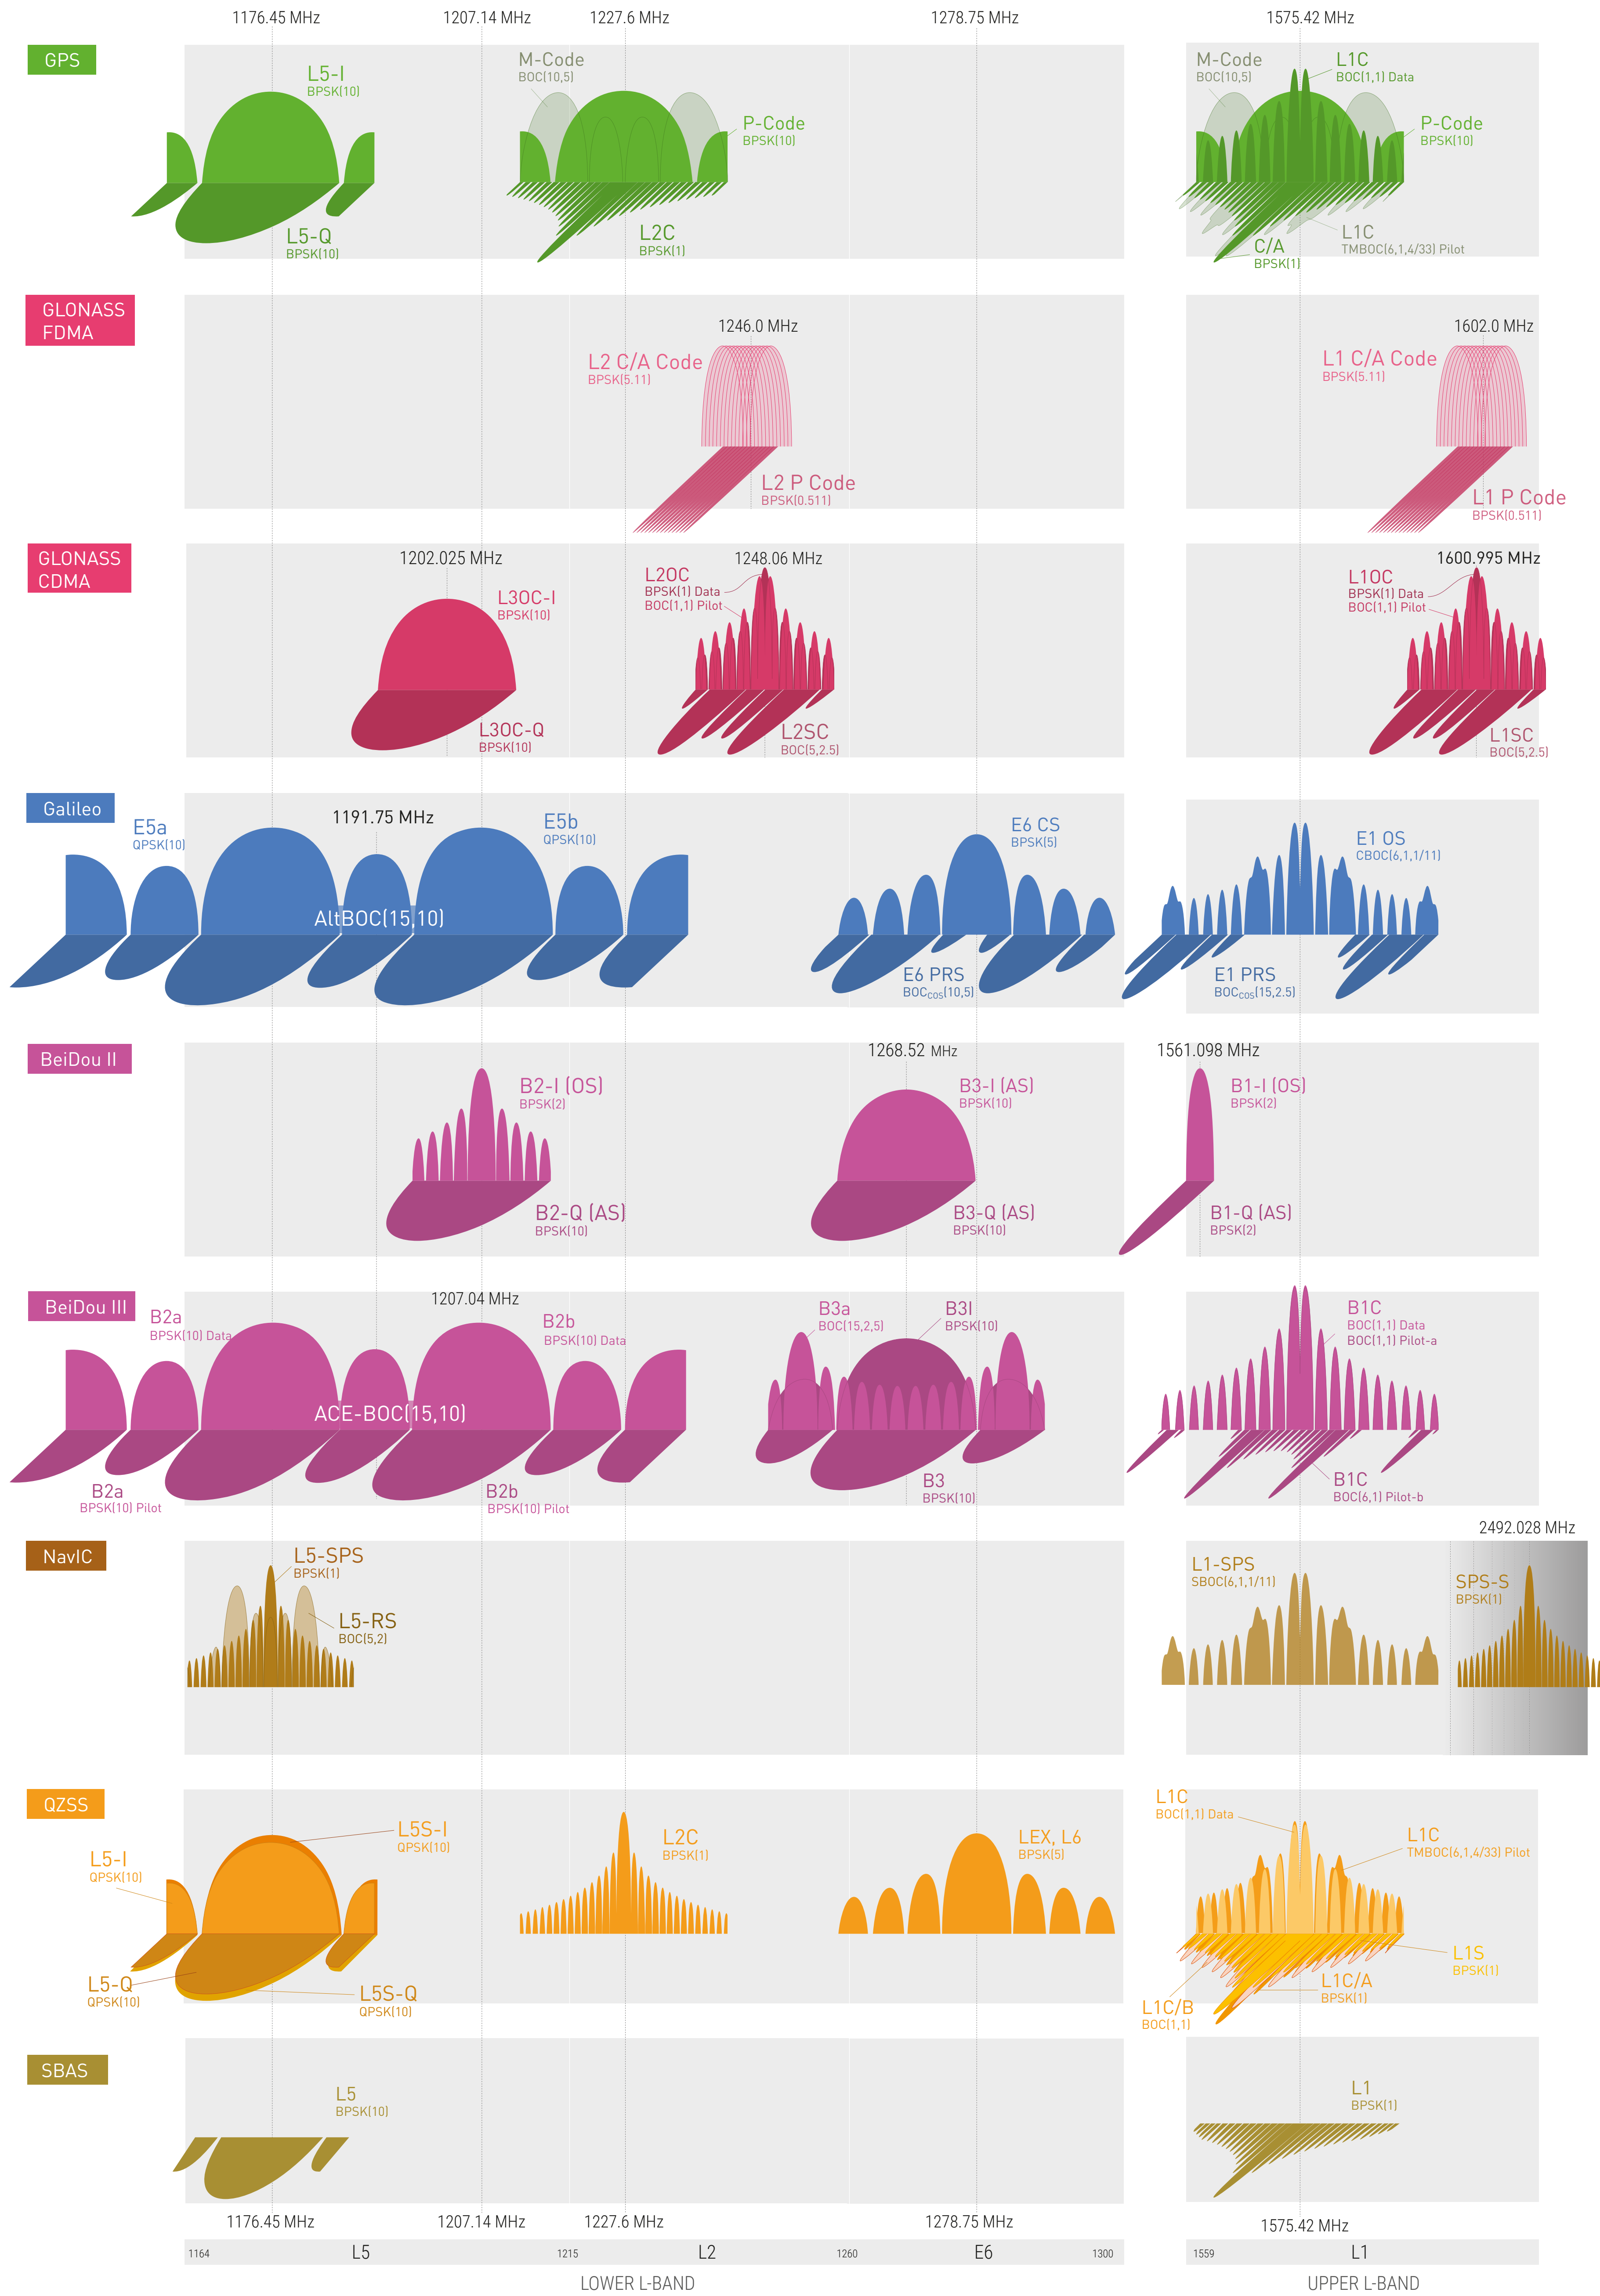 1176.45 MHz
1207.14 MHz
1227.6 MHz
1278.75 MHz
1575.42 MHz
GPS
L5-I
BPSK(10)
L5-Q
BPSK(10)
M-Code
BOC(10,5)
P-Code
BPSK(10)
L2C
BPSK(1)
M-Code
BOC(10,5)
L1C
BOC(1,1) Data
P-Code
BPSK(10)
L1C
TMBOC(6,1,4/33) Pilot
C/A
BPSK(1)
GLONASS
FDMA
1246.0 MHz
L2 C/A Code
BPSK(5.11)
L2 P Code
BPSK(0.511)
1602.0 MHz
L1 C/A Code
BPSK(5.11)
L1 P Code
BPSK(0.511)
GLONASS
CDMA
1202.025 MHz
L3OC-I
BPSK(10)
L3OC-Q
BPSK(10)
1248.06 MHz
L2OC
BPSK(1) Data
BOC(1,1) Pilot
L2SC
BOC(5,2.5)
1600.995 MHz
L1OC
BPSK(1) Data
BOC(1,1) Pilot
L1SC
BOC(5,2.5)
Galileo
E5a
QPSK(10)
1191.75 MHz
E5b
QPSK(10)
AltBOC(15,10)
E6 CS
BPSK(5)
E6 PRS
BOCcos(10,5)
E1 OS
CBOC(6,1,1/11)
E1 PRS
BOCcos(15,2.5)
BeiDou II
B2-I (OS)
BPSK(2)
B2-Q (AS)
BPSK(10)
1268.52 MHz
B3-I (AS)
BPSK(10)
B3-Q (AS)
BPSK(10)
1561.098 MHz
B1-I (OS)
BPSK(2)
B1-Q (AS)
BPSK(2)
BeiDou III
B2a
BPSK(10) Data
1207.04 MHz
B2b
BPSK(10) Data
ACE-BOC(15,10)
B2a
BPSK(10) Pilot
B2b
BPSK(10) Pilot
B3a
BOC(15,2,5)
B3I
BPSK(10)
B3
BPSK(10)
B1C
BOC(1,1) Data
BOC(1,1) Pilot-a
B1C
BOC(6,1) Pilot-b
NavIC
L5-SPS
BPSK(1)
L5-RS
BOC(5,2)
L1-SPS
SBOC(6,1,1/11)
2492.028 MHz
SPS-S
BPSK(1)
QZSS
L5-I
QPSK(10)
L5S-I
QPSK(10)
L5-Q
QPSK(10)
L5S-Q
QPSK(10)
L2C
BPSK(1)
LEX, L6
BPSK(5)
L1C
BOC(1,1) Data
L1C
TMBOC(6,1,4/33) Pilot
L1S
BPSK(1)
L1C/A
BPSK(1)
L1C/B
BOC(1,1)
SBAS
L5
BPSK(10)
L1
BPSK(1)
1176.45 MHz
1207.14 MHz
1227.6 MHz
1278.75 MHz
1575.42 MHz
1164
L5
1215
L2
1260
E6
1300
1559
L1
LOWER L-BAND
UPPER L-BAND